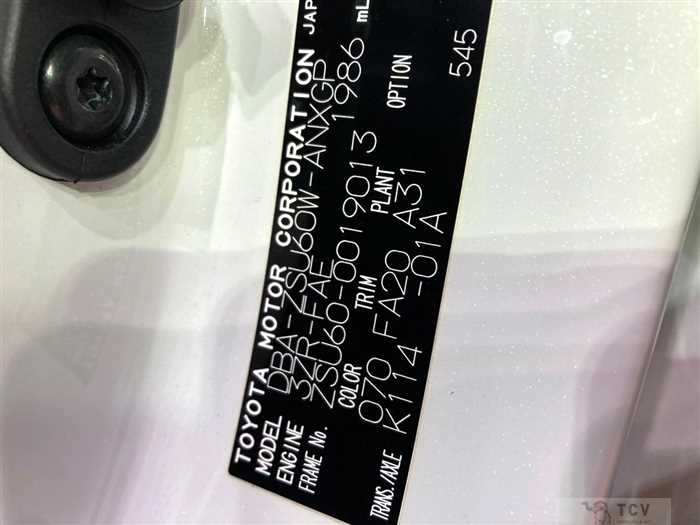 TOYOTA MOTOR CORPORATION JAP
MODEL DBA-ZSU60W-ANXGP
ENGINE 3ZR-FAE 1986 mL
FRAME No. ZSU60-0019013
COLOR TRIM PLANT OPTION
070 FA20 A31 545
TRANS./AXLE K114 -01A
TCV